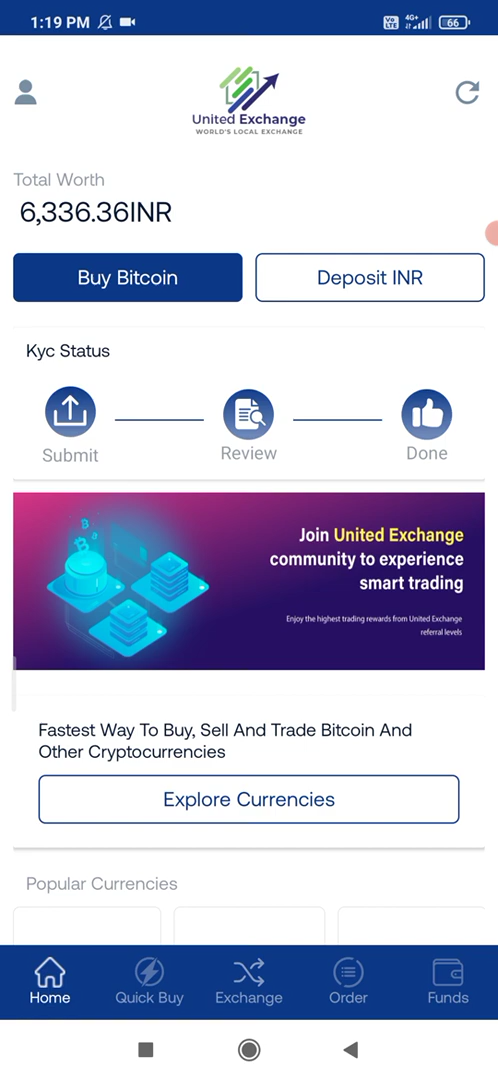 1:19 PM
Vo LTE 4G+ 66
United Exchange
WORLD'S LOCAL EXCHANGE
Total Worth
6,336.36INR
Buy Bitcoin
Deposit INR
Kyc Status
Submit
Review
Done
Join United Exchange
community to experience
smart trading
Enjoy the highest trading rewards from United Exchange
referral levels
Fastest Way To Buy, Sell And Trade Bitcoin And
Other Cryptocurrencies
Explore Currencies
Popular Currencies
Home
Quick Buy
Exchange
Order
Funds